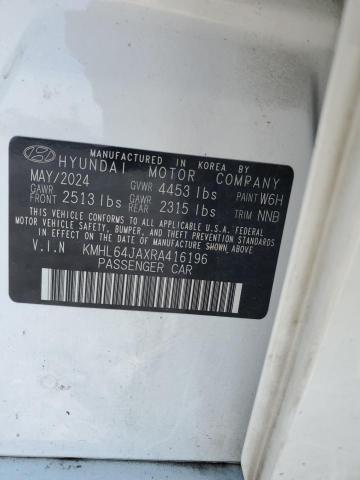 MANUFACTURED IN KOREA BY
HYUNDAI MOTOR COMPANY
MAY/2024 GVWR 4453 lbs PAINT W6H
GAWR FRONT 2513 lbs GAWR REAR 2315 lbs TRIM NNB
THIS VEHICLE CONFORMS TO ALL APPLICABLE U.S.A. FEDERAL
MOTOR VEHICLE SAFETY, BUMPER, AND THEFT PREVENTION
STANDARDS IN EFFECT ON THE DATE OF MANUFACTURE SHOWN ABOVE.
V.I.N KMHL64JAXRA416196
PASSENGER CAR